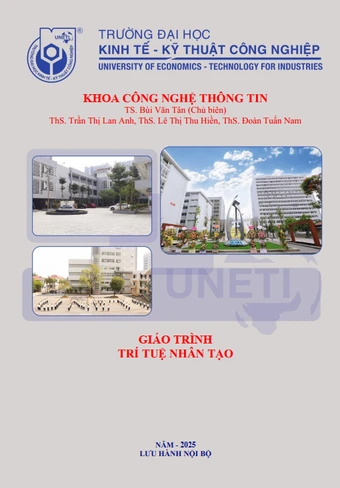 TRƯỜNG ĐẠI HỌC
KINH TẾ - KỸ THUẬT CÔNG NGHIỆP
UNIVERSITY OF ECONOMICS - TECHNOLOGY FOR INDUSTRIES
UNETI
KHOA CÔNG NGHỆ THÔNG TIN
TS. Bùi Văn Tân (Chủ biên)
ThS. Trần Thị Lan Anh, ThS. Lê Thị Thu Hiền, ThS. Đoàn Tuấn Nam
UNETI
GIÁO TRÌNH
TRÍ TUỆ NHÂN TẠO
NĂM - 2025
LƯU HÀNH NỘI BỘ